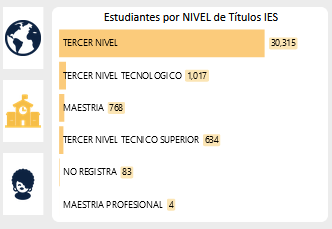 Estudiantes por NIVEL de Títulos IES
TERCER NIVEL 30,315
TERCER NIVEL TECNOLOGICO 1,017
MAESTRIA 768
TERCER NIVEL TECNICO SUPERIOR 634
NO REGISTRA 83
MAESTRIA PROFESIONAL 4